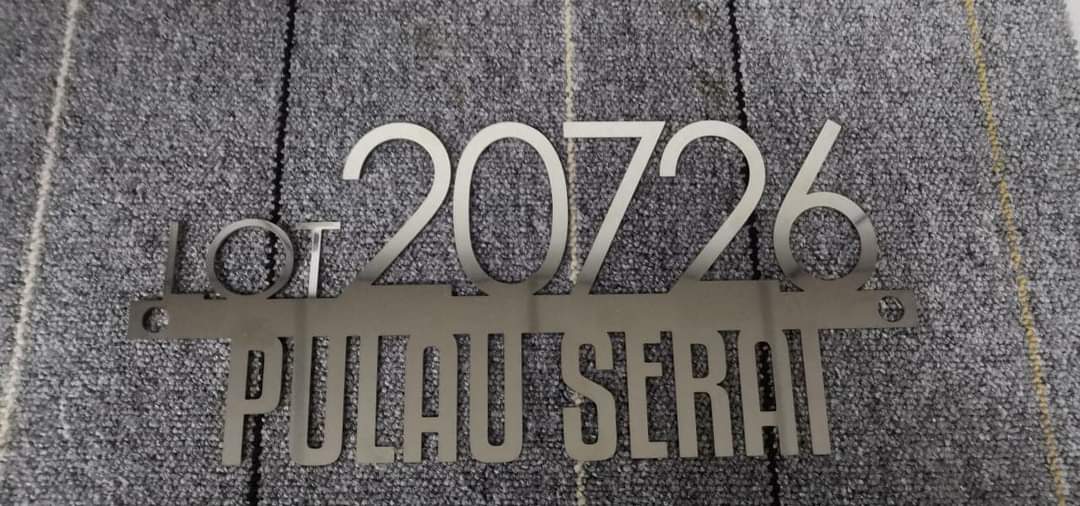 LOT 20726
PULAU SERAI